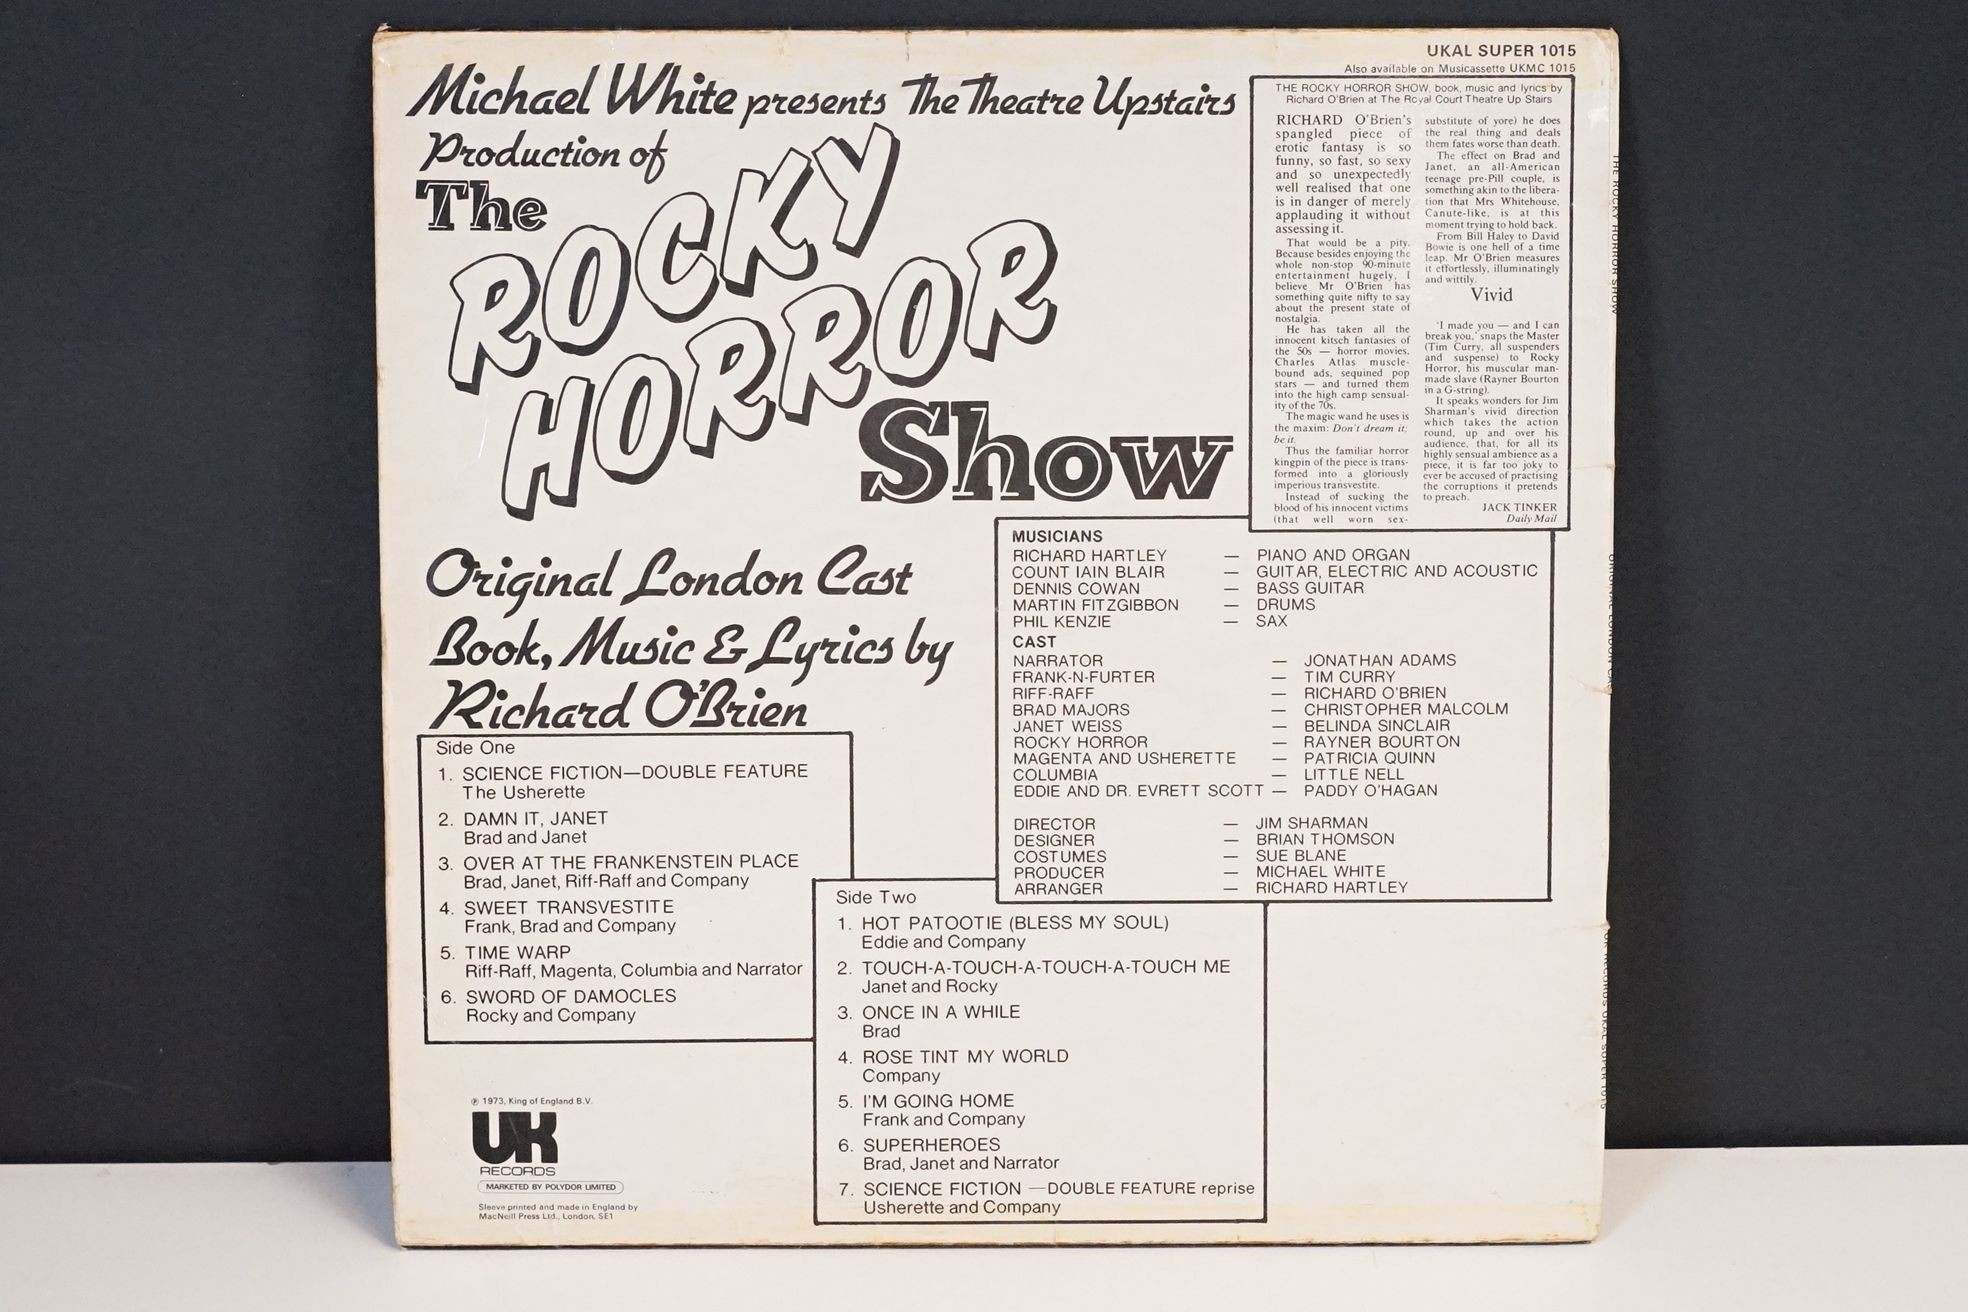 UKAL SUPER 1015
Also available on Musicassette UKMC 1015
Michael White presents The Theatre Upstairs
Production of
The
ROCKY
HORROR
Show
Original London Cast
Book, Music & Lyrics by
Richard O'Brien
THE ROCKY HORROR SHOW, book, music and lyrics by
Richard O'Brien at The Royal Court Theatre Up Stairs
RICHARD O'Brien's
spangled piece of
erotic fantasy is so
funny, so fast, so sexy
and so unexpectedly
well realised that one
is in danger of merely
applauding it without
assessing it.
That would be a pity.
Because besides enjoying the
whole non-stop 90-minute
entertainment hugely, I
believe Mr O'Brien has
something quite nifty to say
about the present state of
nostalgia.
He has taken all the
innocent kitsch fantasies of
the 50s — horror movies,
Charles Atlas muscle-
bound ads, sequined pop
stars — and turned them
into the high camp sensual-
ity of the 70s.
The magic wand he uses is
the maxim: Don't dream it;
be it.
Thus the familiar horror
kingpin of the piece is trans-
formed into a gloriously
imperious transvestite.
Instead of sucking the
blood of his innocent victims
(that well worn sex-
substitute of yore) he does
the real thing and deals
them fates worse than death.
The effect on Brad and
Janet, an all-American
teenage pre-Pill couple, is
something akin to the libera-
tion that Mrs Whitehouse,
Canute-like, is at this
moment trying to hold back.
From Bill Haley to David
Bowie is one hell of a time
leap. Mr O'Brien measures
it effortlessly, illuminatingly
and wittily.
Vivid
'I made you — and I can
break you,' snaps the Master
(Tim Curry, all suspenders
and suspense) to Rocky
Horror, his muscular man-
made slave (Rayner Bourton
in a G-string).
It speaks wonders for Jim
Sharman's vivid direction
which takes the action
round, up and over his
audience, that, for all its
highly sensual ambience as a
piece, it is far too joky to
ever be accused of practising
the corruptions it pretends
to preach.
JACK TINKER
Daily Mail
MUSICIANS
RICHARD HARTLEY — PIANO AND ORGAN
COUNT IAIN BLAIR — GUITAR, ELECTRIC AND ACOUSTIC
DENNIS COWAN — BASS GUITAR
MARTIN FITZGIBBON — DRUMS
PHIL KENZIE — SAX
CAST
NARRATOR — JONATHAN ADAMS
FRANK-N-FURTER — TIM CURRY
RIFF-RAFF — RICHARD O'BRIEN
BRAD MAJORS — CHRISTOPHER MALCOLM
JANET WEISS — BELINDA SINCLAIR
ROCKY HORROR — RAYNER BOURTON
MAGENTA AND USHERETTE — PATRICIA QUINN
COLUMBIA — LITTLE NELL
EDDIE AND DR. EVRETT SCOTT — PADDY O'HAGAN
DIRECTOR — JIM SHARMAN
DESIGNER — BRIAN THOMSON
COSTUMES — SUE BLANE
PRODUCER — MICHAEL WHITE
ARRANGER — RICHARD HARTLEY
Side One
1. SCIENCE FICTION—DOUBLE FEATURE
The Usherette
2. DAMN IT, JANET
Brad and Janet
3. OVER AT THE FRANKENSTEIN PLACE
Brad, Janet, Riff-Raff and Company
4. SWEET TRANSVESTITE
Frank, Brad and Company
5. TIME WARP
Riff-Raff, Magenta, Columbia and Narrator
6. SWORD OF DAMOCLES
Rocky and Company
Side Two
1. HOT PATOOTIE (BLESS MY SOUL)
Eddie and Company
2. TOUCH-A-TOUCH-A-TOUCH-A-TOUCH ME
Janet and Rocky
3. ONCE IN A WHILE
Brad
4. ROSE TINT MY WORLD
Company
5. I'M GOING HOME
Frank and Company
6. SUPERHEROES
Brad, Janet and Narrator
7. SCIENCE FICTION —DOUBLE FEATURE reprise
Usherette and Company
℗ 1973, King of England B.V.
UK
RECORDS
MARKETED BY POLYDOR LIMITED
Sleeve printed and made in England by
MacNeill Press Ltd., London, SE1
THE ROCKY HORROR SHOW
ORIGINAL LONDON CAST
UK RECORDS UKAL SUPER 1015